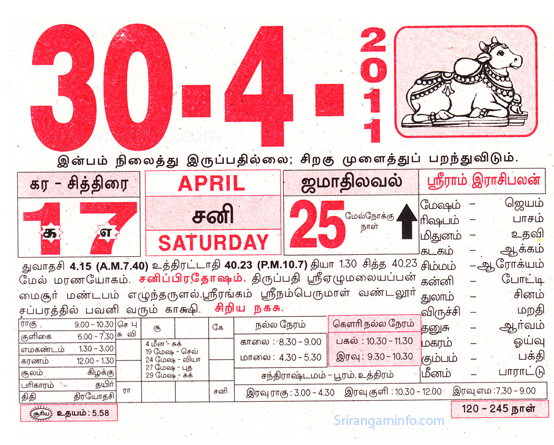 30-4-
2011
இன்பம் நிலைத்து இருப்பதில்லை; சிறகு முளைத்துப் பறந்துவிடும்.
கர - சித்திரை
17
க எ
APRIL
சனி
SATURDAY
ஜமாதிலவல்
25
மேல்நோக்கு
நாள்
ஸ்ரீராம் இராசிபலன்
மேஷம் - ஜெயம்
ரிஷபம் - பாசம்
மிதுனம் - உதவி
கடகம் - ஆக்கம்
சிம்மம் - ஆரோக்யம்
கன்னி - போட்டி
துலாம் - சினம்
விருச்சி - மறதி
தனுசு - ஆர்வம்
மகரம் - ஓய்வு
கும்பம் - பக்தி
மீனம் - பாராட்டு
துவாதசி 4.15 (A.M.7.40) உத்திரட்டாதி 40.23 (P.M.10.7) தியா 1.30 சித்த 40.23
மேல் மரணயோகம். சனிப்பிரதோஷம். திருப்பதி ஸ்ரீஏழுமலையப்பன்
மைசூர் மண்டபம் எழுந்தருளல்.ஸ்ரீரங்கம் ஸ்ரீநம்பெருமாள் வண்டலூர்
சப்பரத்தில் பவனி வரும் காக்ஷி. சிறிய நகசு.
ராகு . 9.00 - 10.30
குளிகை 6.00 - 7.30
எமகண்டம் 1.30 - 3.00
கரணம் 12.00 - 1.30
சூலம் கிழக்கு
பரிகாரம் தயிர்
திதி திரயோதசி
செ பு
சு வி
சூ
கே
4 மீன - சுக்
19 மேஷ - செவ்
24 மேஷ - வியா
27 மேஷ - புத
29 மேஷ - சுக்
ரா
சனி
நல்ல நேரம்
காலை : 8.30 - 9.00
மாலை : 4.30 - 5.30
கௌரி நல்ல நேரம்
பகல் : 10.30 - 11.30
இரவு : 9.30 - 10.30
சந்திராஷ்டமம் - பூரம், உத்திரம்
இரவு ராகு : 3.00 - 4.30 இரவு குளி : 10.30 - 12.00 இரவு எம : 7.30 - 9.00
சூரிய உதயம் : 5.58
120 - 245 நாள்
Srirangaminfo.com